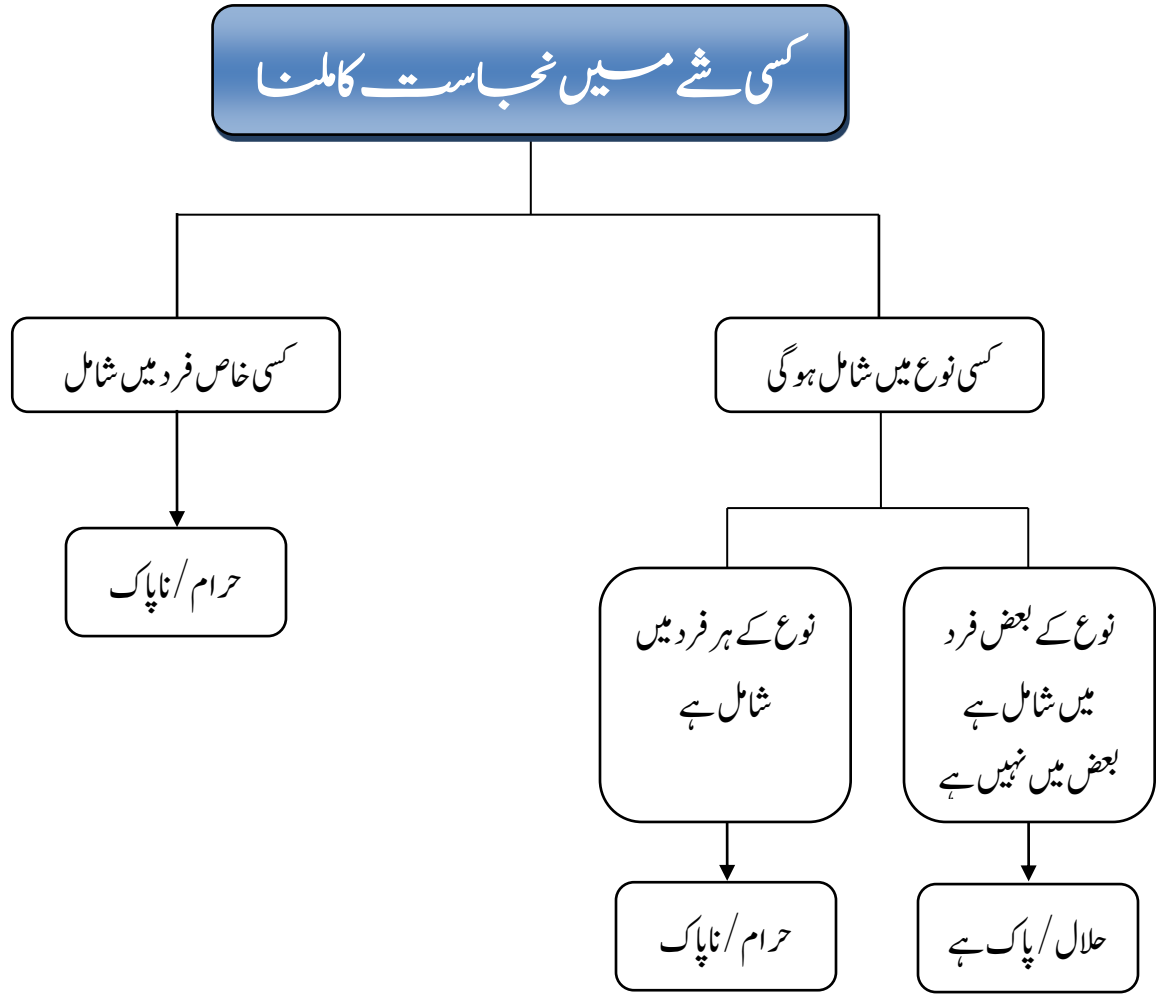 کسی شے میں نجاست کا ملنا
کسی نوع میں شامل ہو گی
کسی خاص فرد میں شامل
حرام / ناپاک
نوع کے بعض فرد
میں شامل ہے
بعض میں نہیں ہے
نوع کے ہر فرد میں
شامل ہے
حلال / پاک ہے
حرام / ناپاک